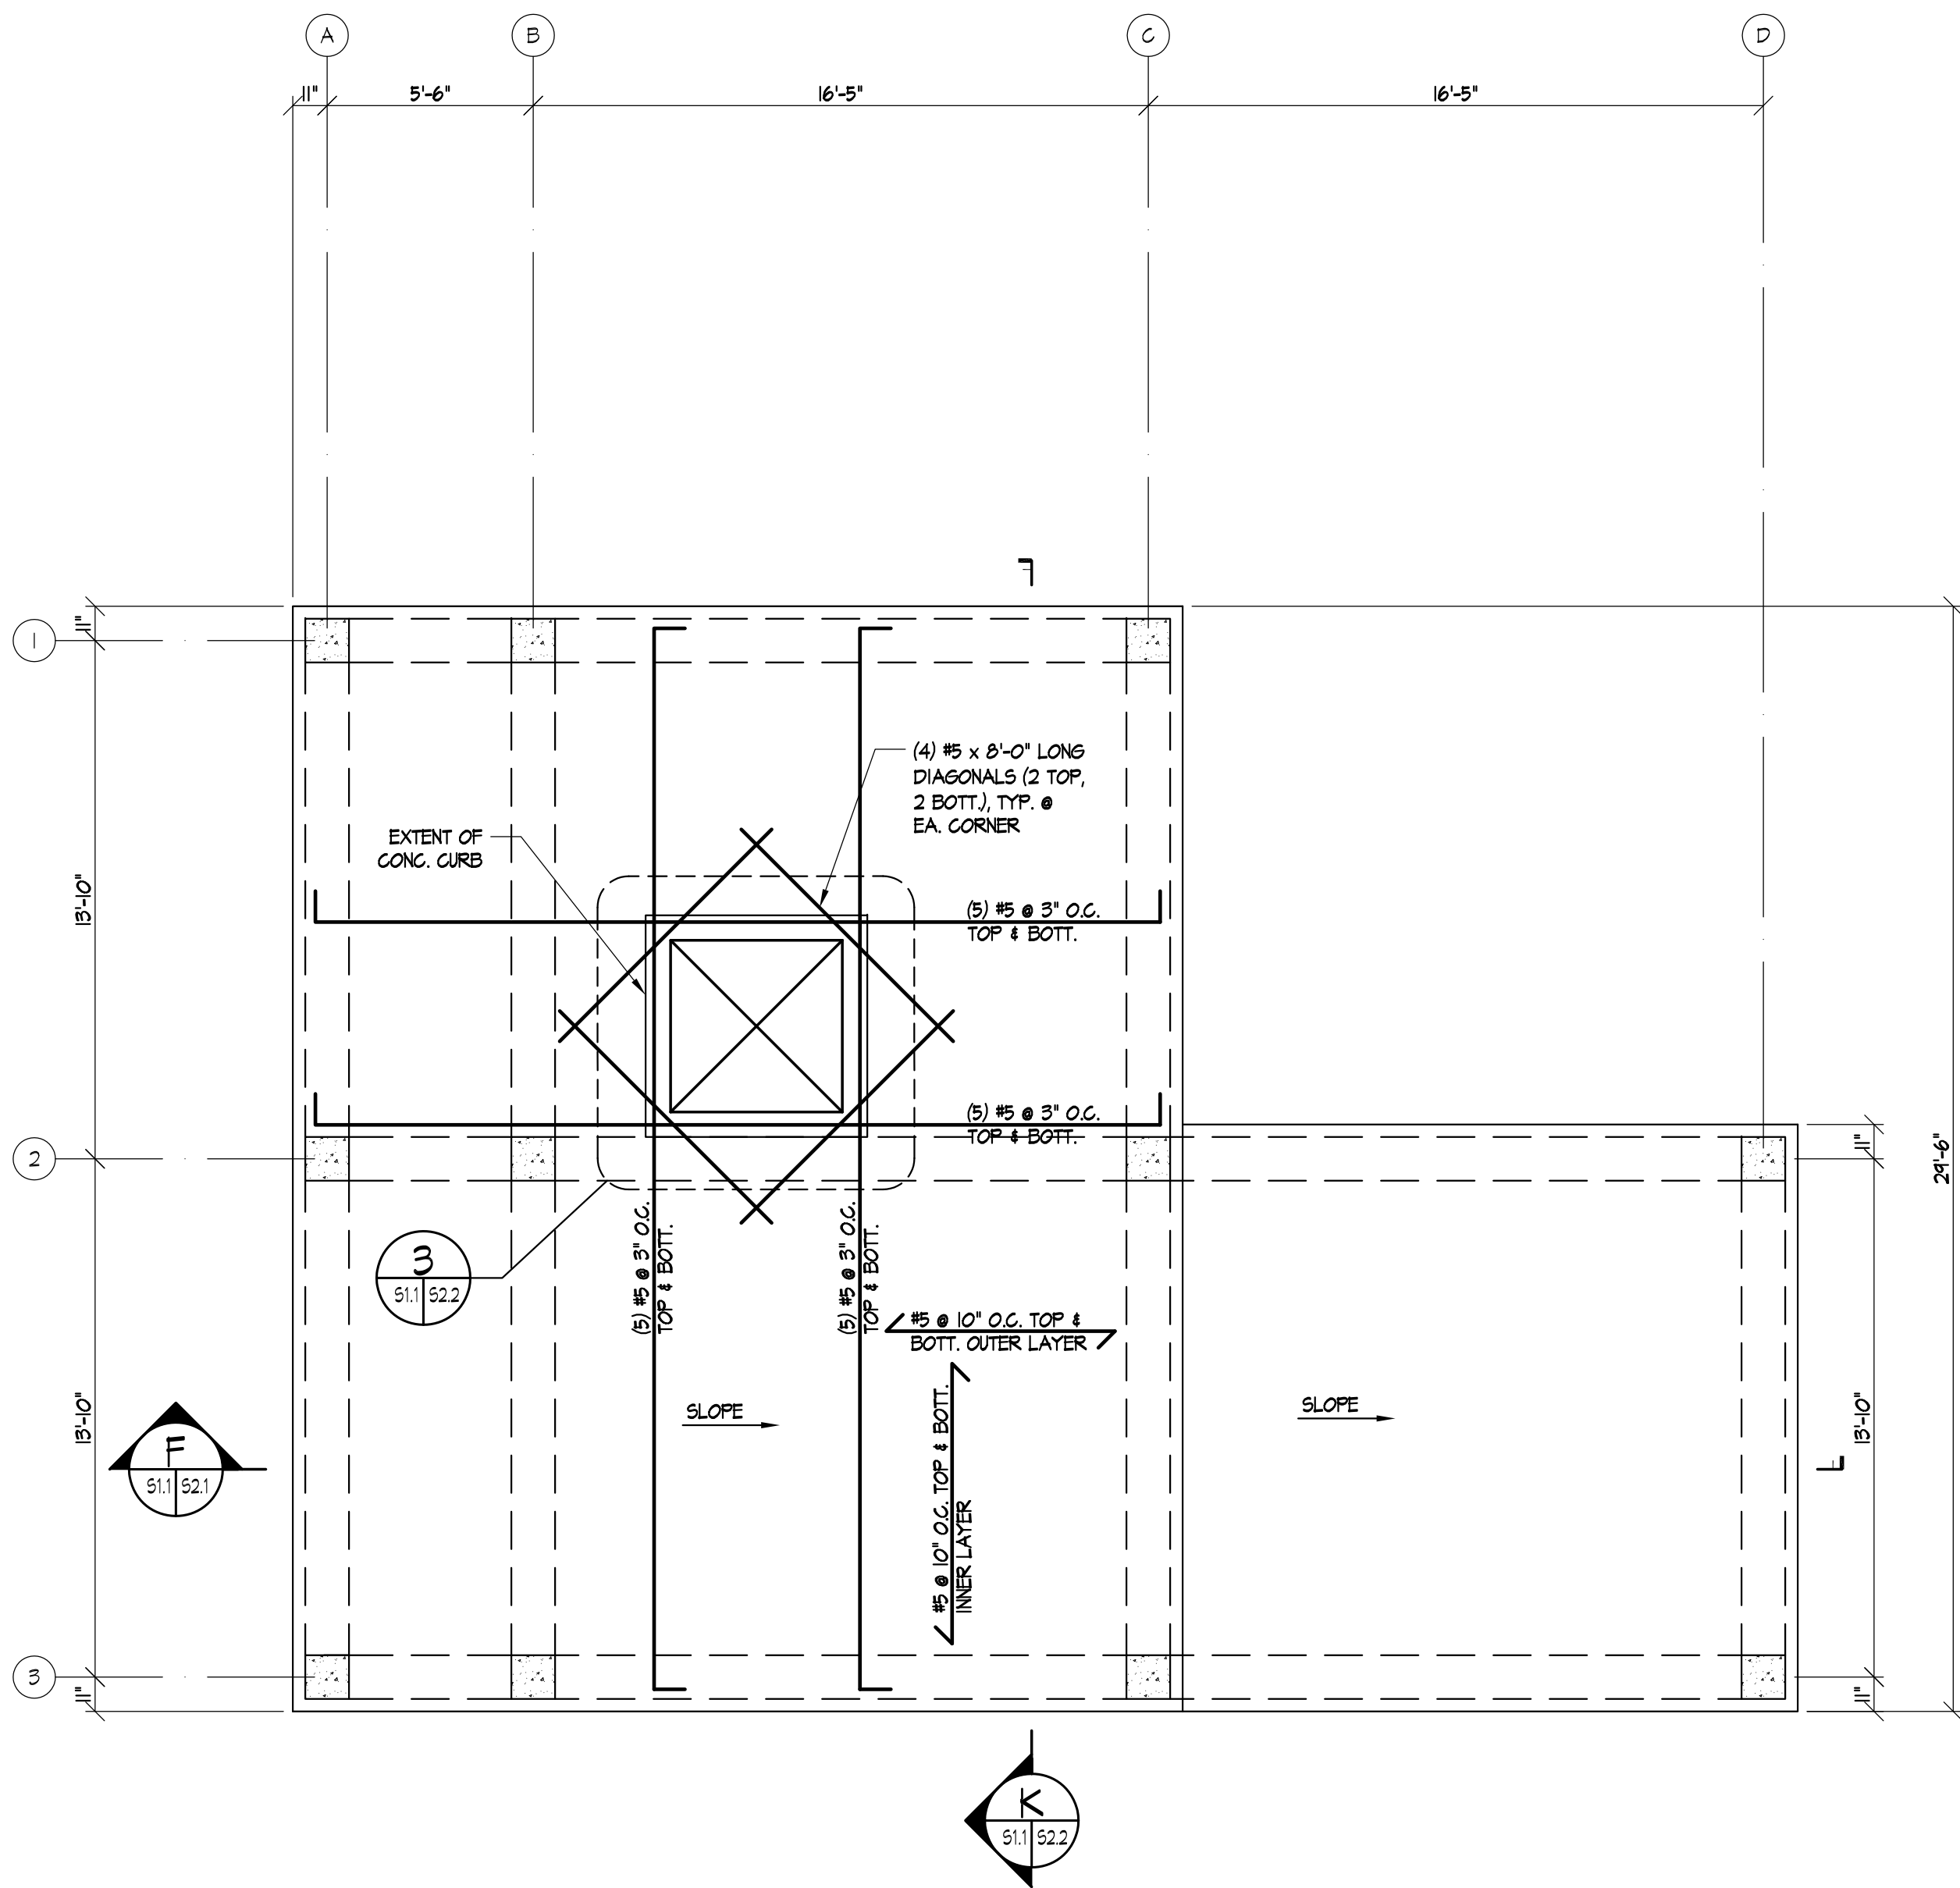 A
B
C
D
11"
5'-6"
16'-5"
16'-5"
1
11"
(4) #5 x 8'-0" LONG
DIAGONALS (2 TOP,
2 BOTT.), TYP. @
EA. CORNER
EXTENT OF
CONC. CURB
13'-10"
(5) #5 @ 3" O.C.
TOP & BOTT.
(5) #5 @ 3" O.C.
TOP & BOTT.
2
11"
29'-6"
3
S1.1 S2.2
(5) #5 @ 3" O.C.
TOP & BOTT.
(5) #5 @ 3" O.C.
TOP & BOTT.
#5 @ 10" O.C. TOP &
BOTT. OUTER LAYER
#5 @ 10" O.C. TOP & BOTT.
INNER LAYER
SLOPE
SLOPE
13'-10"
13'-10"
F
S1.1 S2.1
3
11"
11"
K
S1.1 S2.2